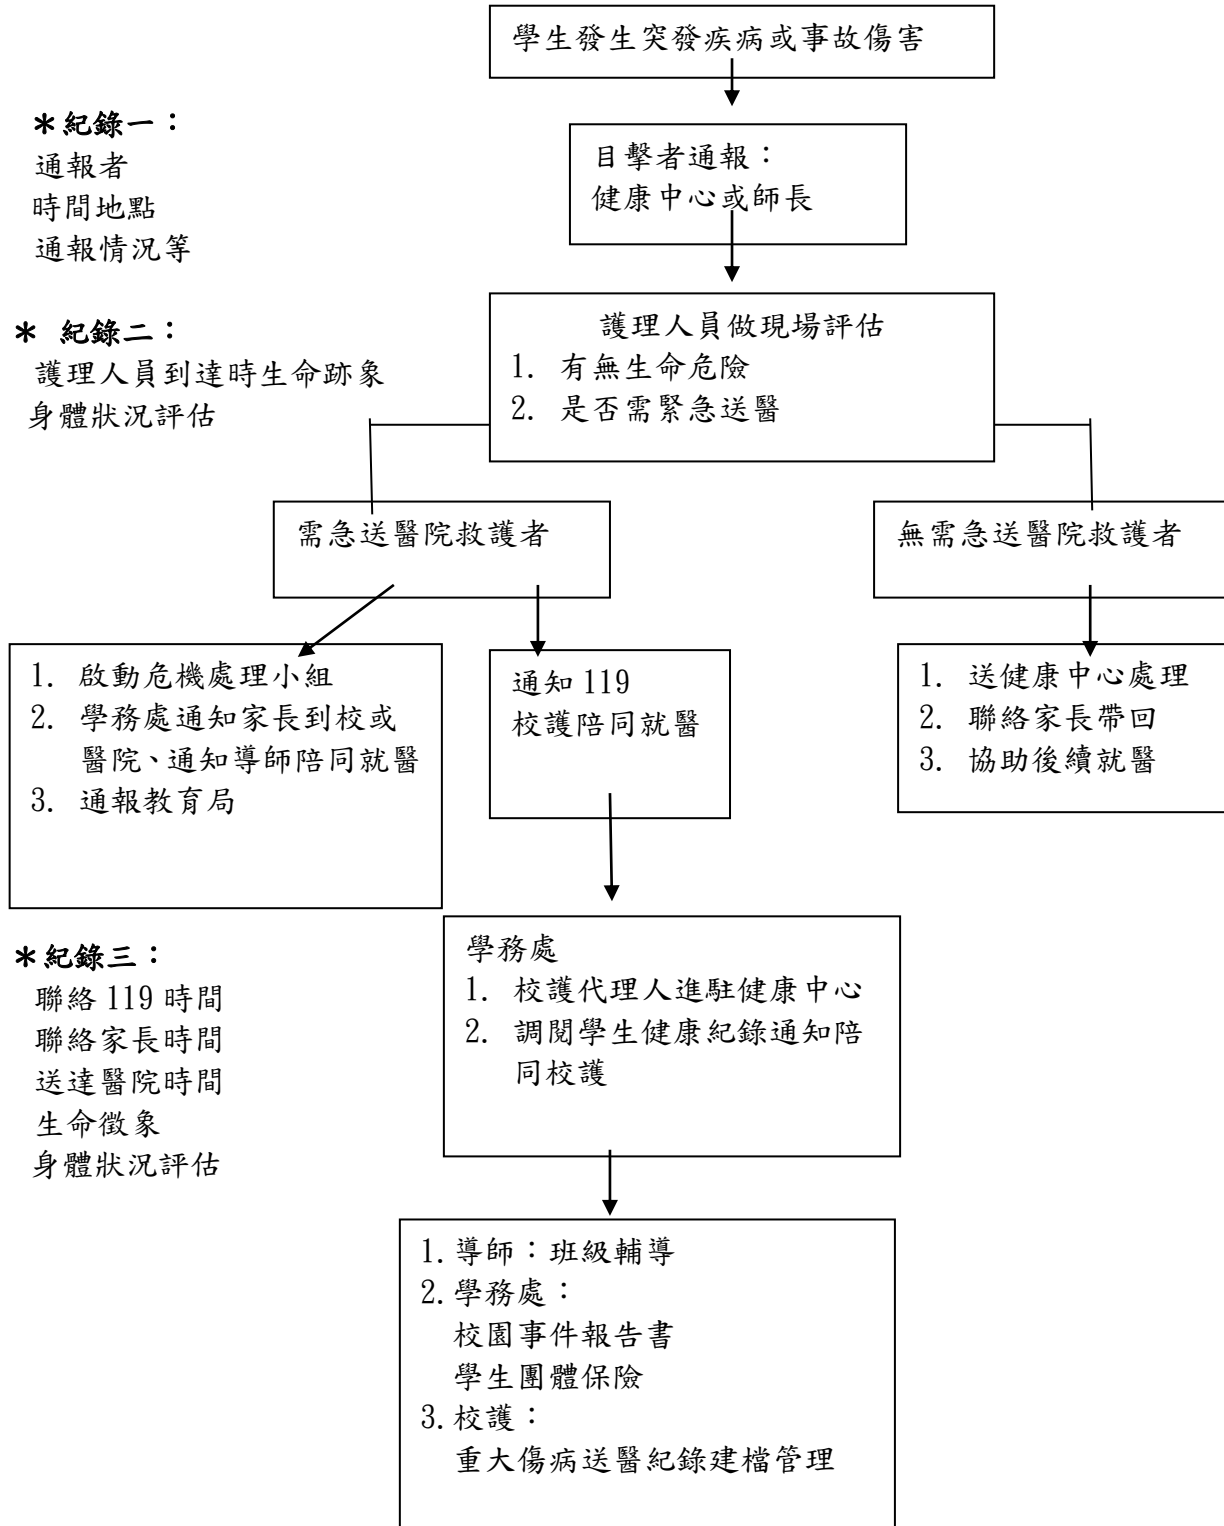 學生發生突發疾病或事故傷害
＊紀錄一：
通報者
時間地點
通報情況等
目擊者通報：
健康中心或師長
＊ 紀錄二：
護理人員到達時生命跡象
身體狀況評估
護理人員做現場評估
1. 有無生命危險
2. 是否需緊急送醫
需急送醫院救護者
無需急送醫院救護者
1. 啟動危機處理小組
2. 學務處通知家長到校或
醫院、通知導師陪同就醫
3. 通報教育局
通知 119
校護陪同就醫
1. 送健康中心處理
2. 聯絡家長帶回
3. 協助後續就醫
＊紀錄三：
聯絡 119 時間
聯絡家長時間
送達醫院時間
生命徵象
身體狀況評估
學務處
1. 校護代理人進駐健康中心
2. 調閱學生健康紀錄通知陪
同校護
1.導師：班級輔導
2.學務處：
校園事件報告書
學生團體保險
3.校護：
重大傷病送醫紀錄建檔管理